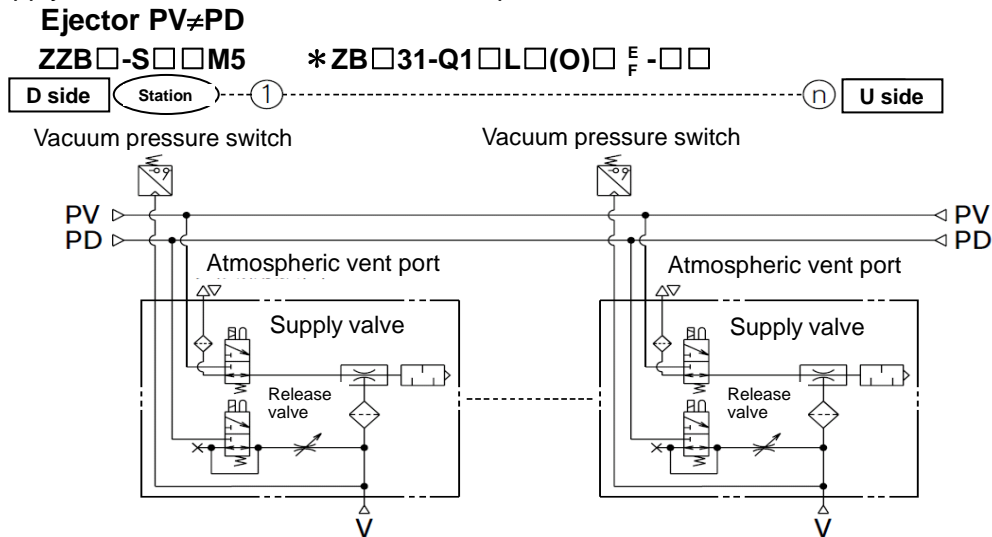 Ejector PV≠PD
ZZB□-S□□M5 *ZB□31-Q1□L□(O)□ E F -□□
D side Station 1 n U side
Vacuum pressure switch Vacuum pressure switch
PV PV
PD PD
Atmospheric vent port Atmospheric vent port
Supply valve Supply valve
Release Release
valve valve
V V